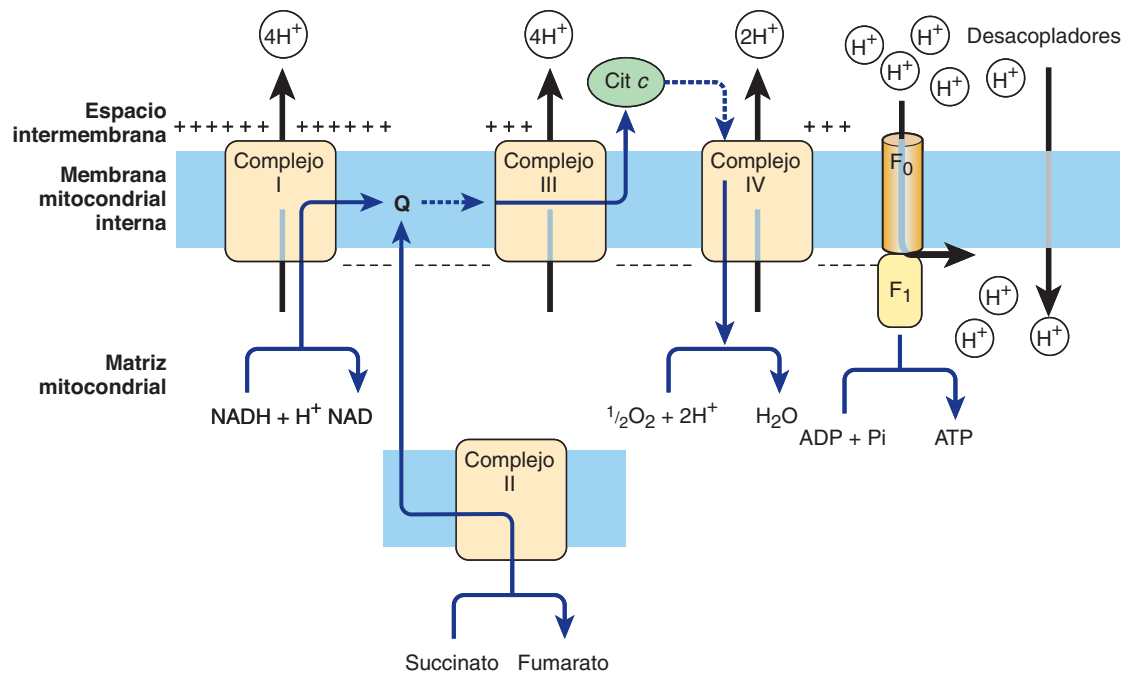 4H+
4H+
2H+
H+
H+
H+
H+
H+
Desacopladores
Cit c
Espacio
intermembrana
++++++
++++++
+++
+++
Membrana
mitocondrial
interna
Complejo
I
Q
Complejo
III
Complejo
IV
F0
F1
H+
H+
H+
Matriz
mitocondrial
NADH + H+ NAD
1/2O2 + 2H+
H2O
ADP + Pi
ATP
Complejo
II
Succinato
Fumarato